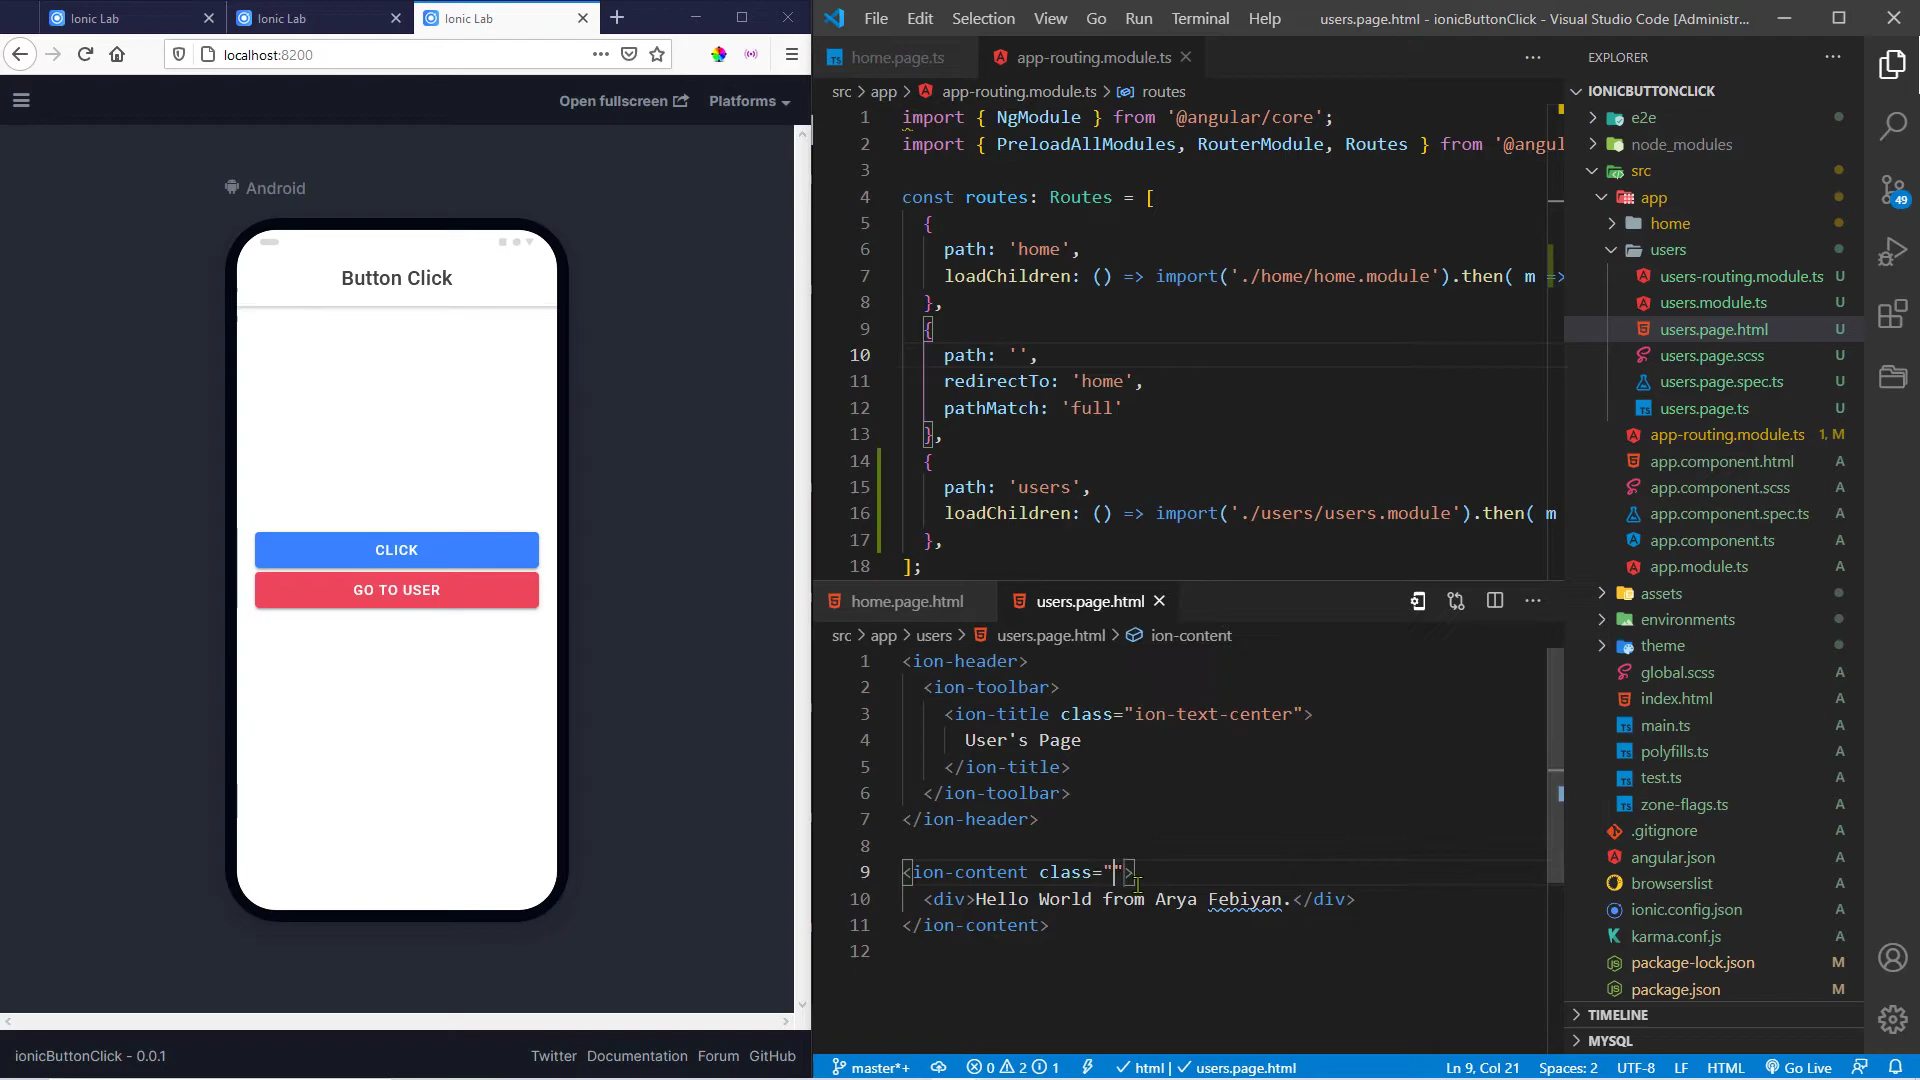 Ionic Lab
Ionic Lab
Ionic Lab
localhost:8200
Open fullscreen
Platforms
Android
Button Click
CLICK
GO TO USER
ionicButtonClick - 0.0.1
Twitter Documentation Forum GitHub
File Edit Selection View Go Run Terminal Help
users.page.html - ionicButtonClick - Visual Studio Code [Administr...
home.page.ts
app-routing.module.ts
src > app > app-routing.module.ts > routes
1 import { NgModule } from '@angular/core';
2 import { PreloadAllModules, RouterModule, Routes } from '@angul
3
4 const routes: Routes = [
5 {
6 path: 'home',
7 loadChildren: () => import('./home/home.module').then( m =>
8 },
9 {
10 path: '',
11 redirectTo: 'home',
12 pathMatch: 'full'
13 },
14 {
15 path: 'users',
16 loadChildren: () => import('./users/users.module').then( m
17 },
18 ];
home.page.html
users.page.html
src > app > users > users.page.html > ion-content
1 <ion-header>
2 <ion-toolbar>
3 <ion-title class="ion-text-center">
4 User's Page
5 </ion-title>
6 </ion-toolbar>
7 </ion-header>
8
9 <ion-content class="">
10 <div>Hello World from Arya Febiyan.</div>
11 </ion-content>
12
EXPLORER
IONICBUTTONCLICK
e2e
node_modules
src
app
home
users
users-routing.module.ts U
users.module.ts U
users.page.html U
users.page.scss U
users.page.spec.ts U
users.page.ts U
app-routing.module.ts 1, M
app.component.html A
app.component.scss A
app.component.spec.ts A
app.component.ts A
app.module.ts A
assets
environments
theme
global.scss A
index.html A
main.ts A
polyfills.ts A
test.ts A
zone-flags.ts A
.gitignore A
angular.json A
browserslist A
ionic.config.json A
karma.conf.js A
package-lock.json M
package.json M
TIMELINE
MYSQL
49
master*+
0 2 1
html | users.page.html
Ln 9, Col 21 Spaces: 2 UTF-8 LF HTML Go Live